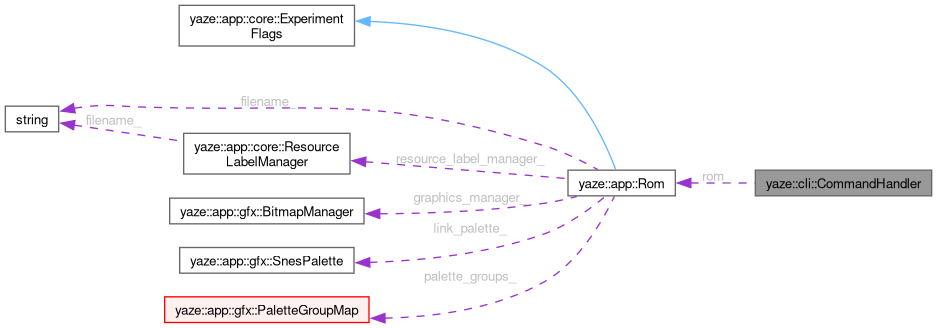 yaze::app::core::Experiment
Flags
string
filename_
filename_
yaze::app::core::Resource
LabelManager
resource_label_manager_
yaze::app::Rom
rom
yaze::cli::CommandHandler
yaze::app::gfx::BitmapManager
graphics_manager_
link_palette_
yaze::app::gfx::SnesPalette
palette_groups_
yaze::app::gfx::PaletteGroupMap